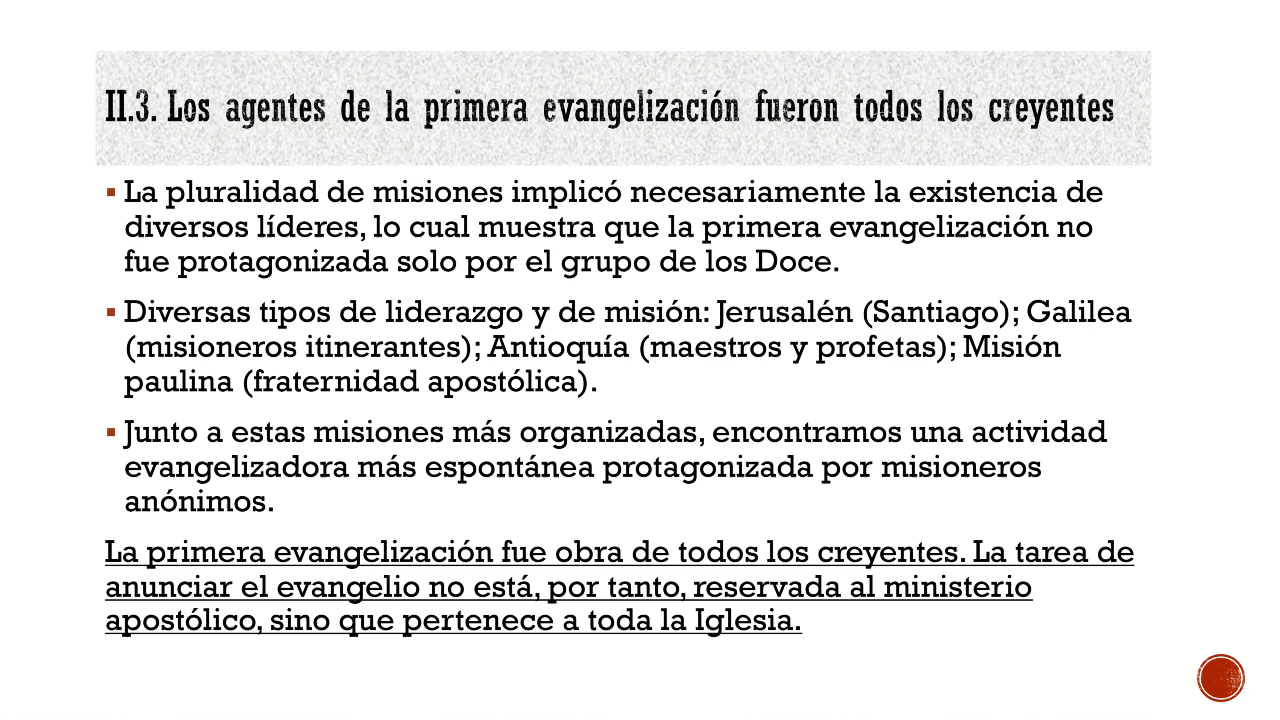 II.3. Los agentes de la primera evangelización fueron todos los creyentes
▪ La pluralidad de misiones implicó necesariamente la existencia de
diversos líderes, lo cual muestra que la primera evangelización no
fue protagonizada solo por el grupo de los Doce.
▪ Diversas tipos de liderazgo y de misión: Jerusalén (Santiago); Galilea
(misioneros itinerantes); Antioquía (maestros y profetas); Misión
paulina (fraternidad apostólica).
▪ Junto a estas misiones más organizadas, encontramos una actividad
evangelizadora más espontánea protagonizada por misioneros
anónimos.
La primera evangelización fue obra de todos los creyentes. La tarea de
anunciar el evangelio no está, por tanto, reservada al ministerio
apostólico, sino que pertenece a toda la Iglesia.